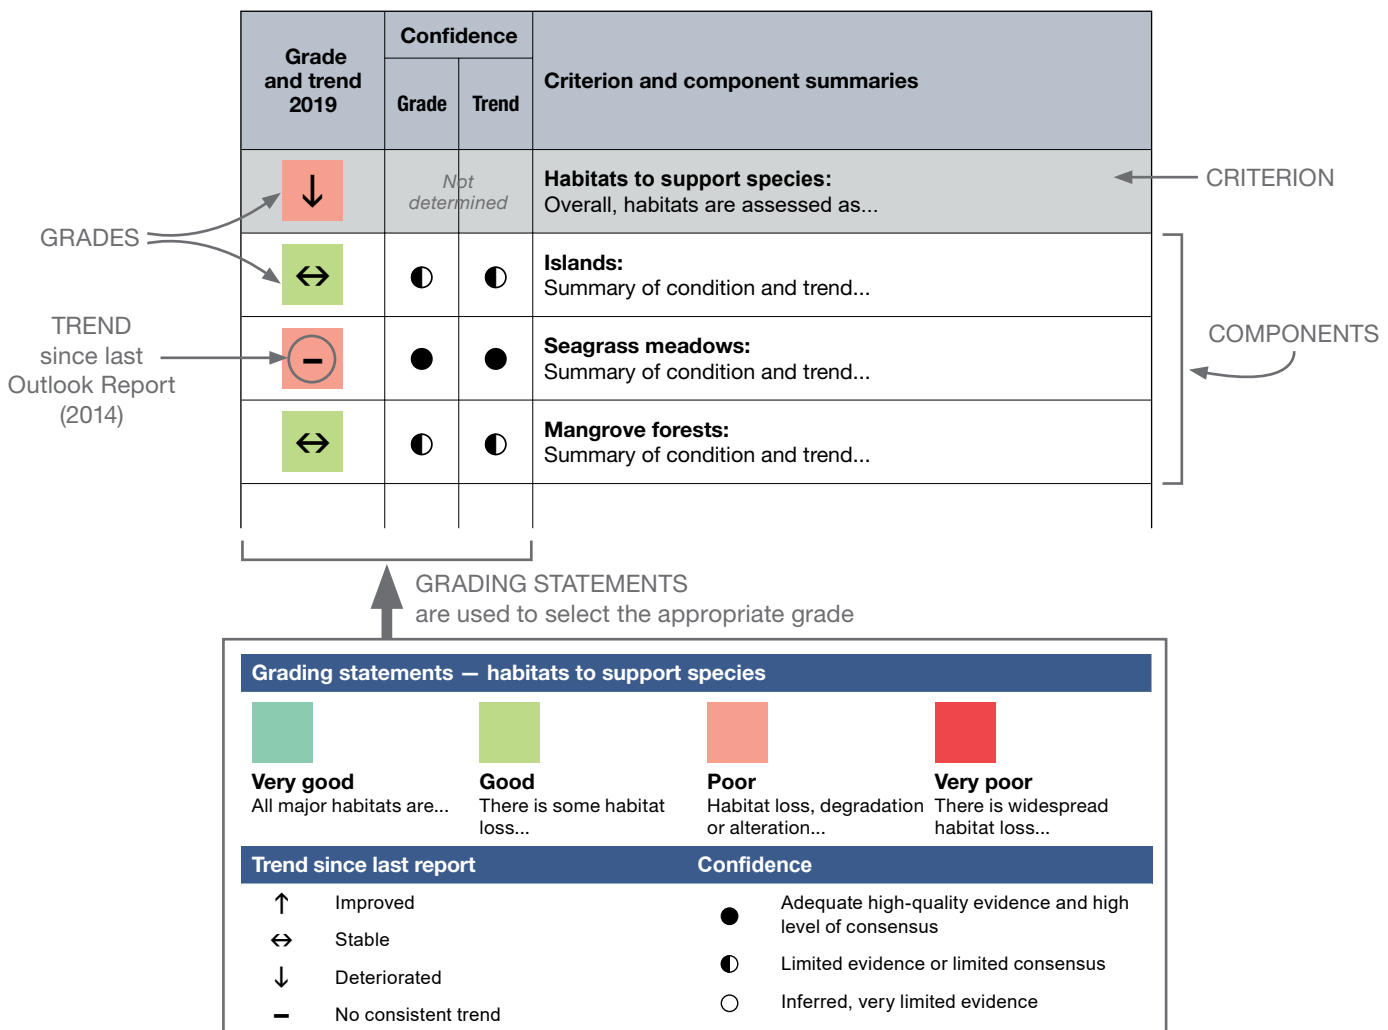 Grade
and trend
2019
Confidence
Grade
Trend
Criterion and component summaries
Not
determined
Habitats to support species:
Overall, habitats are assessed as...
CRITERION
GRADES
Islands:
Summary of condition and trend...
TREND
since last
Outlook Report
(2014)
Seagrass meadows:
Summary of condition and trend...
COMPONENTS
Mangrove forests:
Summary of condition and trend...
GRADING STATEMENTS
are used to select the appropriate grade
Grading statements — habitats to support species
Very good
All major habitats are...
Good
There is some habitat
loss...
Poor
Habitat loss, degradation
or alteration...
Very poor
There is widespread
habitat loss...
Trend since last report
Improved
Stable
Deteriorated
No consistent trend
Confidence
Adequate high-quality evidence and high
level of consensus
Limited evidence or limited consensus
Inferred, very limited evidence